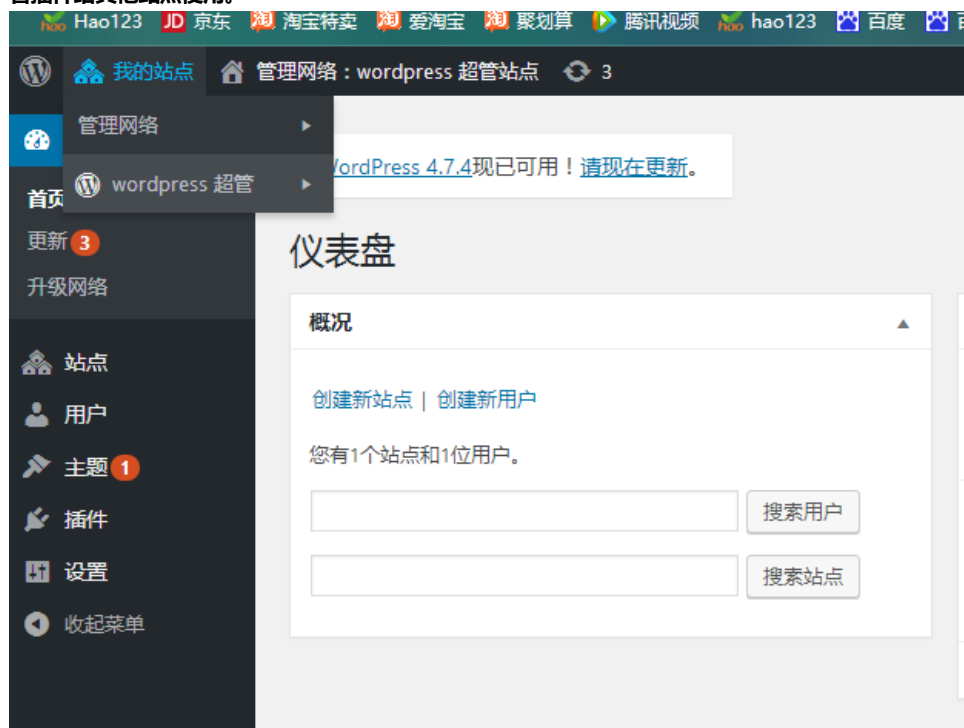 Hao123 京东 淘宝特卖 爱淘宝 聚划算 腾讯视频 hao123 百度
我的站点 管理网络：wordpress 超管站点 3
管理网络
wordpress 超管
WordPress 4.7.4现已可用！请现在更新。
首页
更新 3
升级网络
仪表盘
概况
站点
用户
主题 1
插件
设置
收起菜单
创建新站点 | 创建新用户
您有1个站点和1位用户。
搜索用户
搜索站点